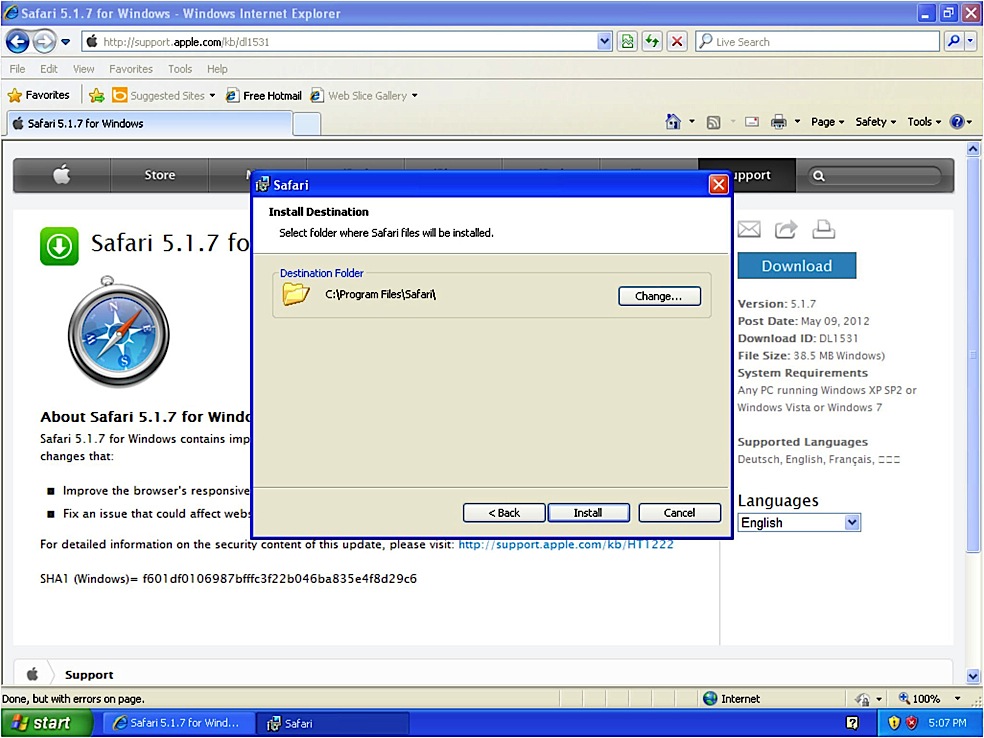 Safari 5.1.7 for Windows - Windows Internet Explorer
http://support.apple.com/kb/dl1531
Live Search
File Edit View Favorites Tools Help
Favorites Suggested Sites Free Hotmail Web Slice Gallery
Safari 5.1.7 for Windows
Page Safety Tools
Store
upport
Safari
Install Destination
Select folder where Safari files will be installed.
Destination Folder
C:\Program Files\Safari\
Change...
< Back Install Cancel
Safari 5.1.7 fo
About Safari 5.1.7 for Windo
Safari 5.1.7 for Windows contains imp
changes that:
Improve the browser's responsive
Fix an issue that could affect webs
For detailed information on the security content of this update, please visit: http://support.apple.com/kb/HT1222
SHA1 (Windows)= f601df0106987bfffc3f22b046ba835e4f8d29c6
Download
Version: 5.1.7
Post Date: May 09, 2012
Download ID: DL1531
File Size: 38.5 MB Windows)
System Requirements
Any PC running Windows XP SP2 or
Windows Vista or Windows 7
Supported Languages
Deutsch, English, Français,
Languages
English
Support
Done, but with errors on page.
Internet
100%
start
Safari 5.1.7 for Wind...
Safari
5:07 PM